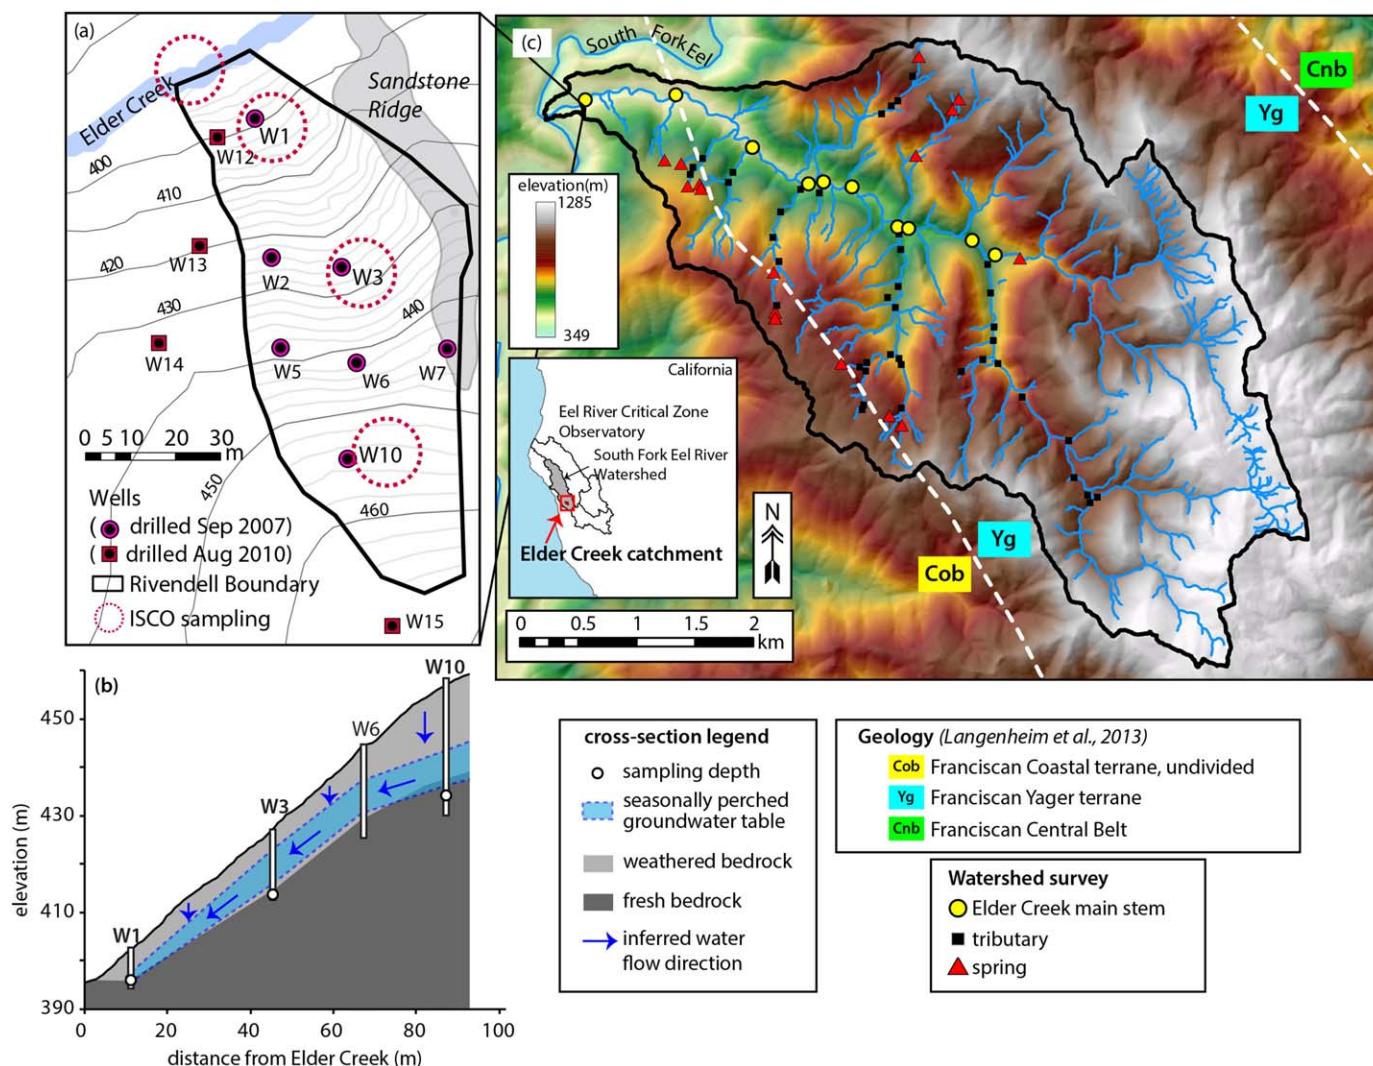 (a)
Elder Creek
Sandstone
Ridge
W1
W12
400
410
W13
420
W2
W3
430
440
W14
W5
W6
W7
0 5 10 20 30
m
W10
450
460
Wells
( drilled Sep 2007)
( drilled Aug 2010)
Rivendell Boundary
ISCO sampling
W15
(c)
South Fork Eel
Cnb
Yg
elevation(m)
1285
349
California
Eel River Critical Zone
Observatory
South Fork Eel River
Watershed
Elder Creek catchment
N
Yg
Cob
0 0.5 1 1.5 2
km
(b)
W10
W6
W3
W1
450
430
410
390
elevation (m)
0 20 40 60 80 100
distance from Elder Creek (m)
cross-section legend
sampling depth
seasonally perched
groundwater table
weathered bedrock
fresh bedrock
inferred water
flow direction
Geology (Langenheim et al., 2013)
Cob Franciscan Coastal terrane, undivided
Yg Franciscan Yager terrane
Cnb Franciscan Central Belt
Watershed survey
Elder Creek main stem
tributary
spring